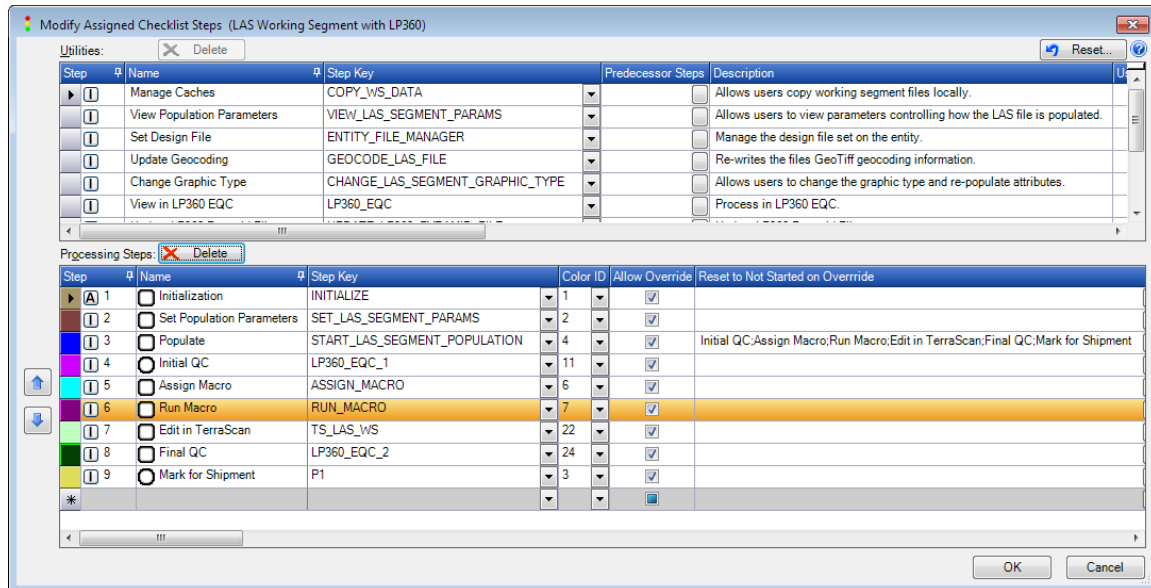 Modify Assigned Checklist Steps (LAS Working Segment with LP360)
Utilities: Delete Reset...
Step Name Step Key Predecessor Steps Description
I Manage Caches COPY_WS_DATA Allows users copy working segment files locally.
I View Population Parameters VIEW_LAS_SEGMENT_PARAMS Allows users to view parameters controlling how the LAS file is populated.
I Set Design File ENTITY_FILE_MANAGER Manage the design file set on the entity.
I Update Geocoding GEOCODE_LAS_FILE Re-writes the files GeoTiff geocoding information.
I Change Graphic Type CHANGE_LAS_SEGMENT_GRAPHIC_TYPE Allows users to change the graphic type and re-populate attributes.
I View in LP360 EQC LP360_EQC Process in LP360 EQC.
Processing Steps: Delete
Step Name Step Key Color ID Allow Override Reset to Not Started on Overrride
A 1 Initialization INITIALIZE 1
I 2 Set Population Parameters SET_LAS_SEGMENT_PARAMS 2
I 3 Populate START_LAS_SEGMENT_POPULATION 4 Initial QC;Assign Macro;Run Macro;Edit in TerraScan;Final QC;Mark for Shipment
I 4 Initial QC LP360_EQC_1 11
I 5 Assign Macro ASSIGN_MACRO 6
I 6 Run Macro RUN_MACRO 7
I 7 Edit in TerraScan TS_LAS_WS 22
I 8 Final QC LP360_EQC_2 24
I 9 Mark for Shipment P1 3
OK Cancel